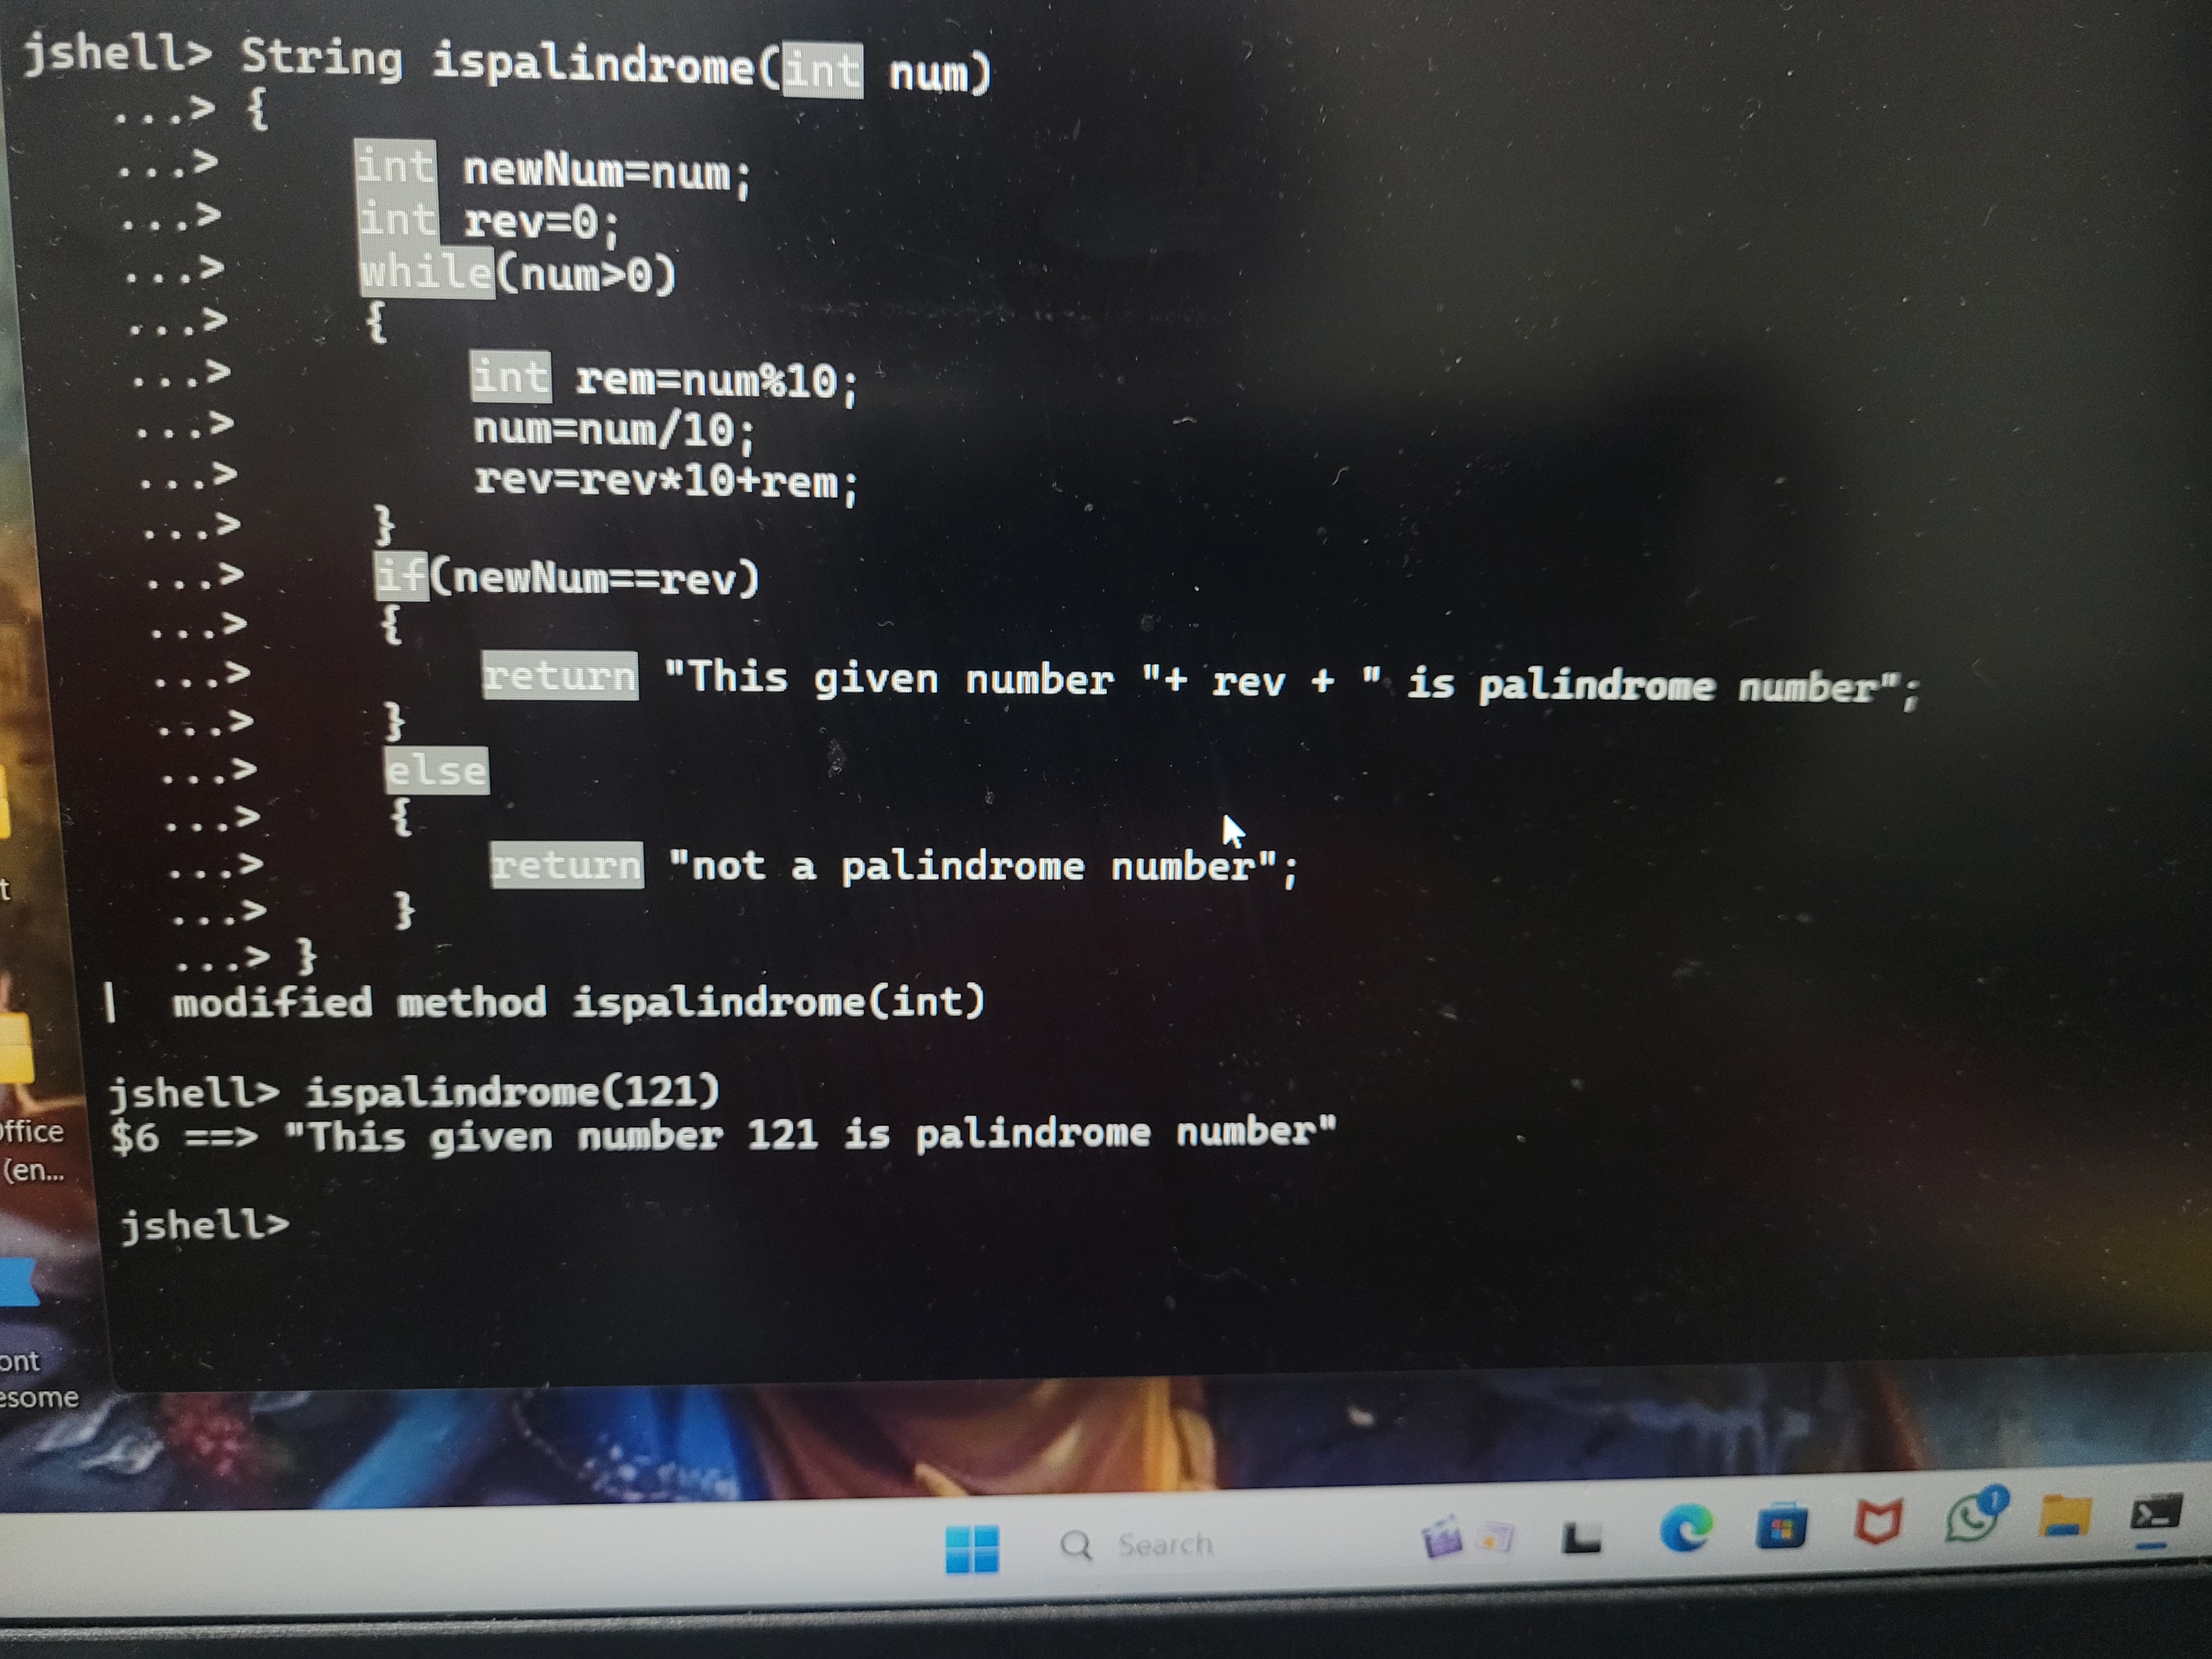 jshell> String ispalindrome(int num)
...> {
...> int newNum=num;
...> int rev=0;
...> while(num>0)
...> {
...> int rem=num%10;
...> num=num/10;
...> rev=rev*10+rem;
...> }
...> if(newNum==rev)
...> {
...> return "This given number "+ rev + " is palindrome number";
...> }
...> else
...> {
...> return "not a palindrome number";
...> }
...> }
| modified method ispalindrome(int)
jshell> ispalindrome(121)
$6 ==> "This given number 121 is palindrome number"
jshell>
t
ffice
(en...
ont
esome
Search
1